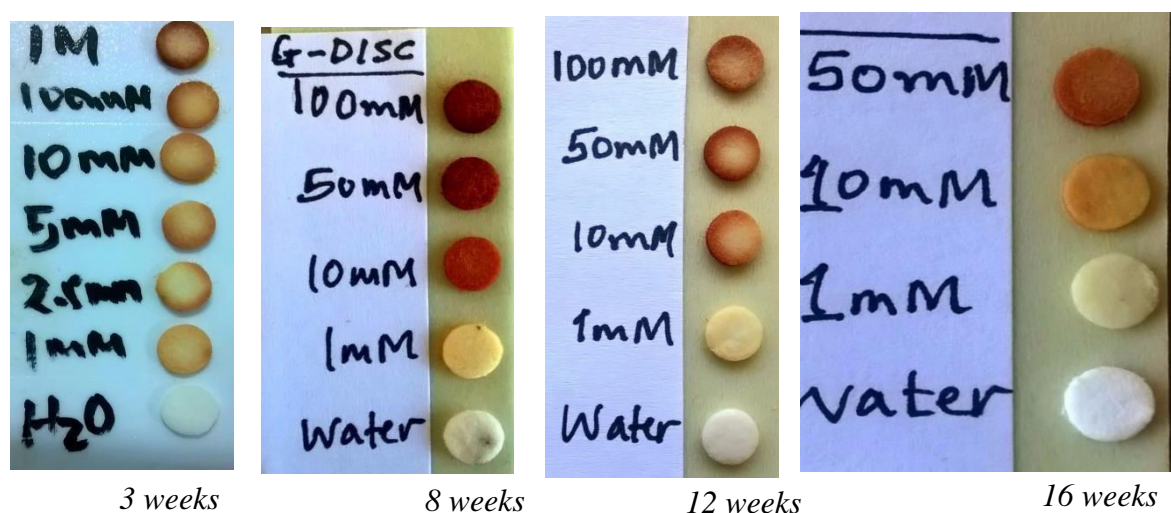 1M
100mM
10mM
5mM
2.5mM
1mM
H2O
3 weeks
G-DISC
100mM
50mM
10mM
1mM
Water
8 weeks
100mM
50mM
10mM
1mM
Water
12 weeks
50mM
10mM
1mM
Water
16 weeks